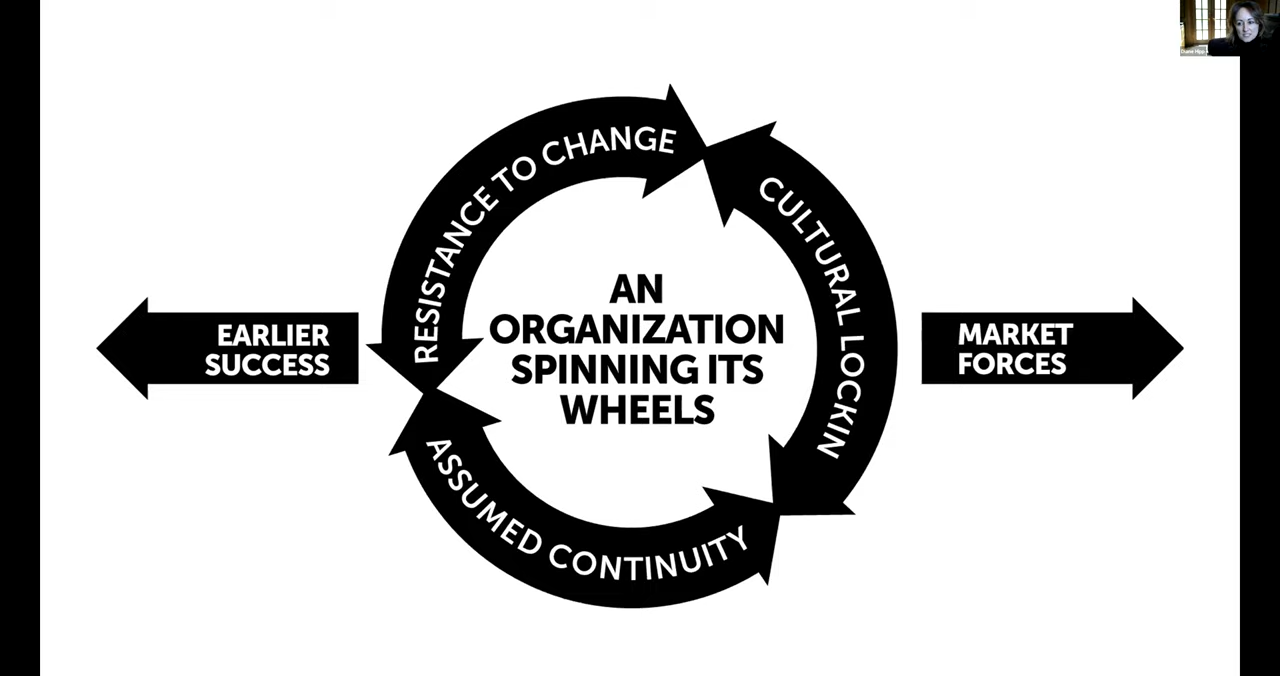 RESISTANCE TO CHANGE
CULTURAL LOCKIN
AN
ORGANIZATION
SPINNING ITS
WHEELS
EARLIER
SUCCESS
MARKET
FORCES
ASSUMED CONTINUITY